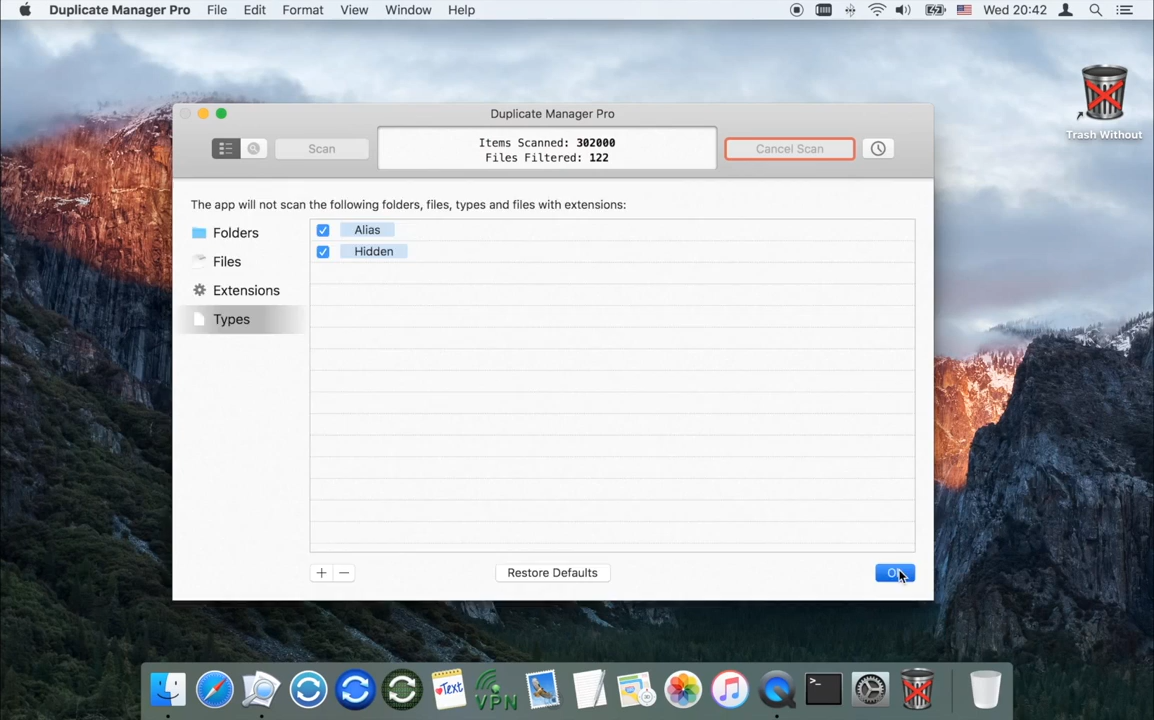 Duplicate Manager Pro File Edit Format View Window Help Wed 20:42
Trash Without
Duplicate Manager Pro
Scan
Items Scanned: 302000
Files Filtered: 122
Cancel Scan
The app will not scan the following folders, files, types and files with extensions:
Folders
Files
Extensions
Types
Alias
Hidden
+ −
Restore Defaults
Text
VPN
>_